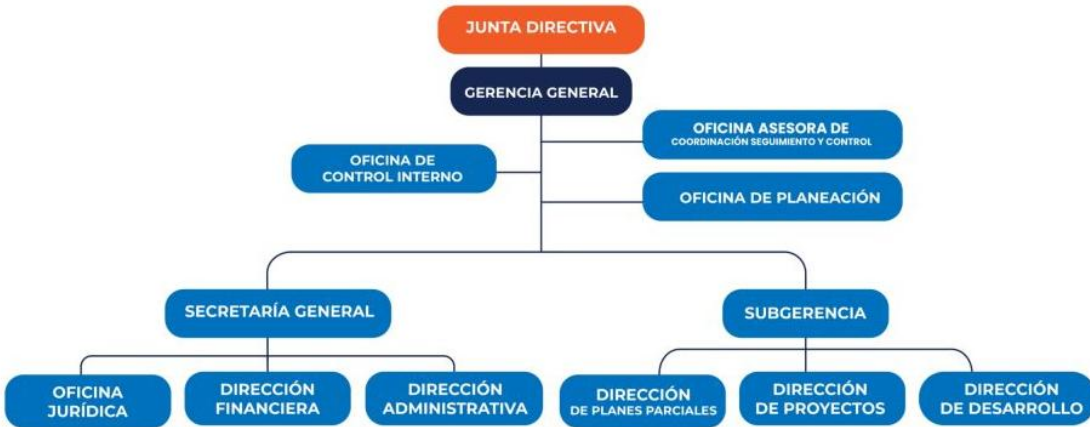 JUNTA DIRECTIVA
GERENCIA GENERAL
OFICINA ASESORA DE
COORDINACIÓN SEGUIMIENTO Y CONTROL
OFICINA DE
CONTROL INTERNO
OFICINA DE PLANEACIÓN
SECRETARÍA GENERAL
SUBGERENCIA
OFICINA
JURÍDICA
DIRECCIÓN
FINANCIERA
DIRECCIÓN
ADMINISTRATIVA
DIRECCIÓN
DE PLANES PARCIALES
DIRECCIÓN
DE PROYECTOS
DIRECCIÓN
DE DESARROLLO